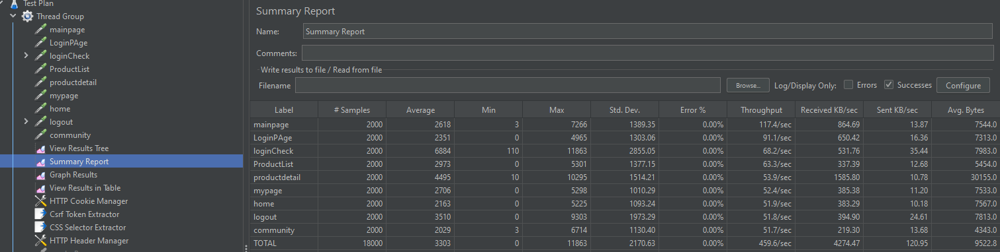 Test Plan
Thread Group
mainpage
LoginPAge
loginCheck
ProductList
productdetail
mypage
home
logout
community
View Results Tree
Summary Report
Graph Results
View Results in Table
HTTP Cookie Manager
Csrf Token Extractor
CSS Selector Extractor
HTTP Header Manager
Summary Report
Name: Summary Report
Comments:
Write results to file / Read from file
Filename Browse... Log/Display Only: Errors Successes Configure
Label # Samples Average Min Max Std. Dev. Error % Throughput Received KB/sec Sent KB/sec Avg. Bytes
mainpage 2000 2618 3 7266 1389.35 0.00% 117.4/sec 864.69 13.87 7544.0
LoginPAge 2000 2351 0 4965 1303.06 0.00% 91.1/sec 650.42 16.36 7313.0
loginCheck 2000 6884 110 11863 2855.05 0.00% 68.2/sec 531.76 35.44 7983.0
ProductList 2000 2973 0 5301 1377.15 0.00% 63.3/sec 337.39 12.68 5454.0
productdetail 2000 4495 10 10295 1514.21 0.00% 53.9/sec 1585.80 10.78 30155.0
mypage 2000 2706 0 5298 1010.29 0.00% 52.4/sec 385.38 11.20 7533.0
home 2000 2163 0 5225 1093.24 0.00% 51.9/sec 383.29 10.18 7567.0
logout 2000 3510 0 9303 1973.29 0.00% 51.8/sec 394.90 24.61 7813.0
community 2000 2029 3 6714 1130.40 0.00% 51.7/sec 219.30 13.68 4343.0
TOTAL 18000 3303 0 11863 2170.63 0.00% 459.6/sec 4274.47 120.95 9522.8